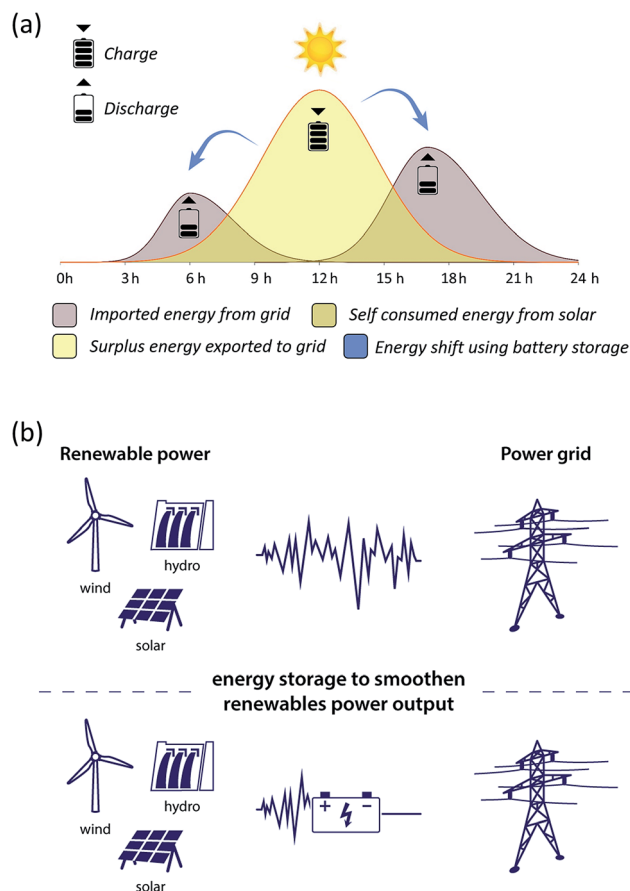 (a)
Charge
Discharge
0h 3 h 6 h 9 h 12 h 15 h 18 h 21 h 24 h
Imported energy from grid
Self consumed energy from solar
Surplus energy exported to grid
Energy shift using battery storage
(b)
Renewable power
Power grid
wind
hydro
solar
energy storage to smoothen
renewables power output
wind
hydro
solar
+ −